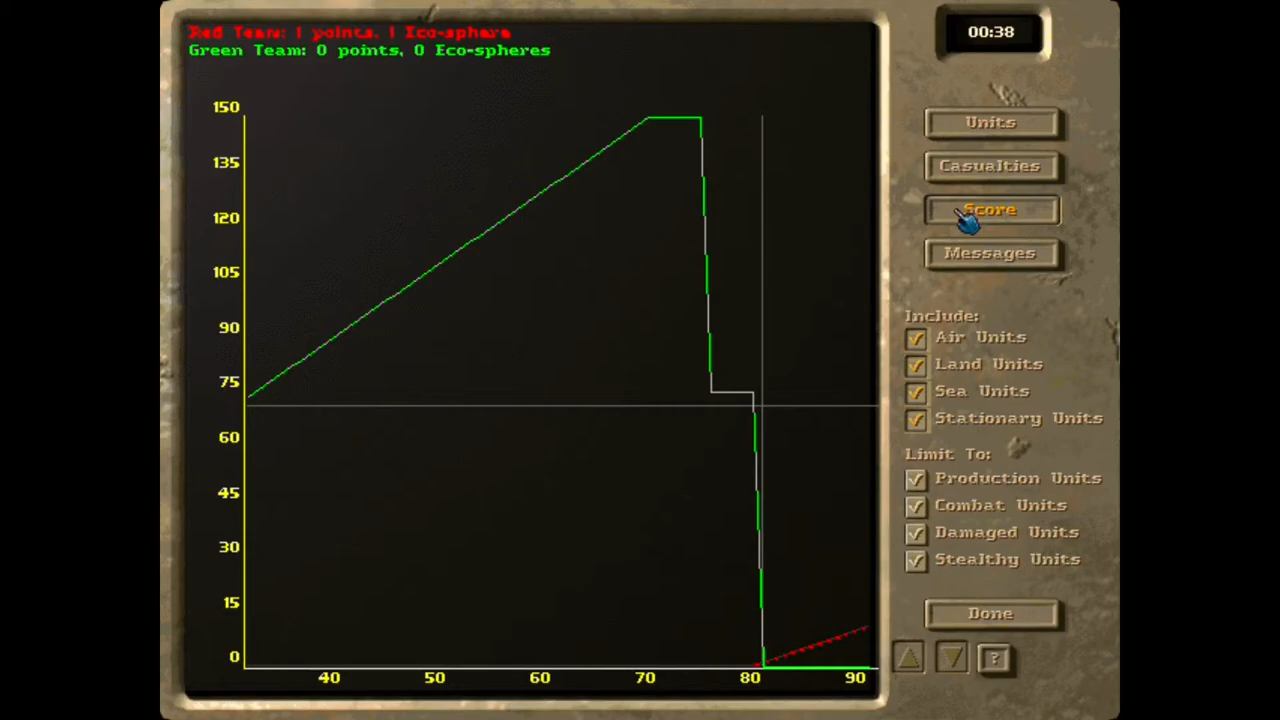 Red Team: 1 points, 1 Eco-sphere
Green Team: 0 points, 0 Eco-spheres
00:38
150
135
120
105
90
75
60
45
30
15
0
40 50 60 70 80 90
Units
Casualties
Score
Messages
Include:
Air Units
Land Units
Sea Units
Stationary Units
Limit To:
Production Units
Combat Units
Damaged Units
Stealthy Units
Done
?